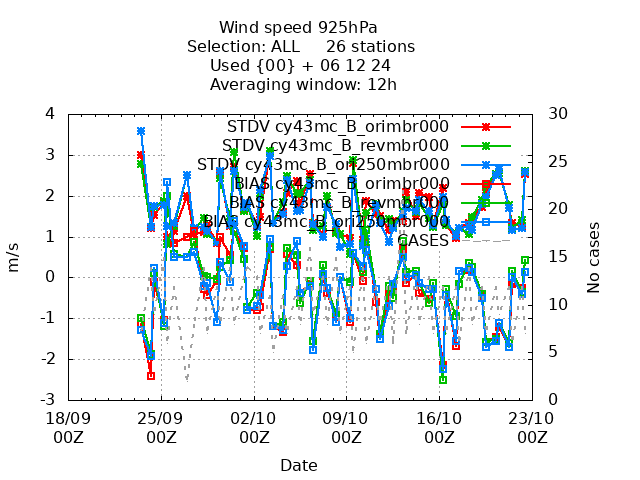 Wind speed 925hPa
Selection: ALL     26 stations
Used {00} + 06 12 24
Averaging window: 12h
4
3
2
1
0
-1
-2
-3
m/s
30
25
20
15
10
5
0
No cases
STDV cy43mc_B_orimbr000
STDV cy43mc_B_revmbr000
STDV cy43mc_B_ori250mbr000
BIAS cy43mc_B_orimbr000
BIAS cy43mc_B_revmbr000
BIAS cy43mc_B_ori250mbr000
CASES
18/09 25/09 02/10 09/10 16/10 23/10
00Z 00Z 00Z 00Z 00Z 00Z
Date